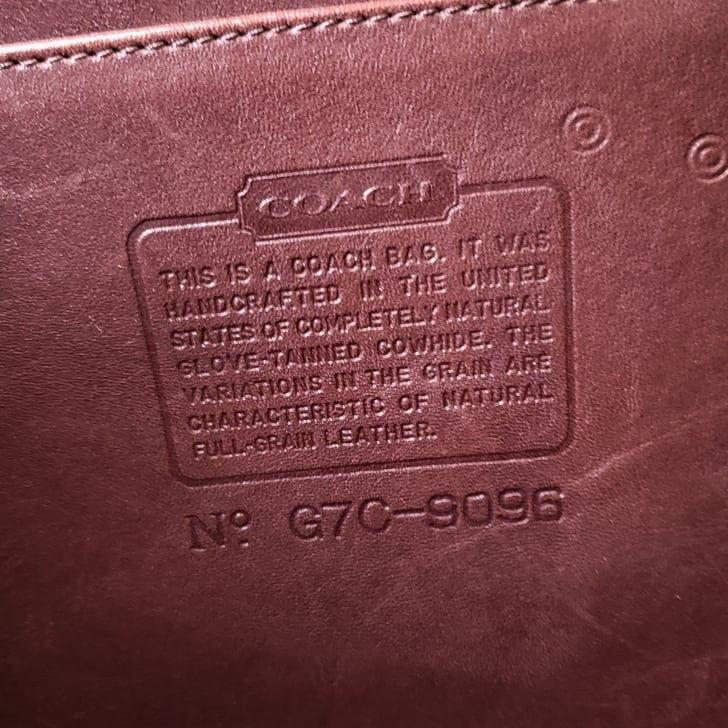 COACH
THIS IS A COACH BAG. IT WAS
HANDCRAFTED IN THE UNITED
STATES OF COMPLETELY NATURAL
GLOVE-TANNED COWHIDE. THE
VARIATIONS IN THE GRAIN ARE
CHARACTERISTIC OF NATURAL
FULL-GRAIN LEATHER.
Nº G7C-9096